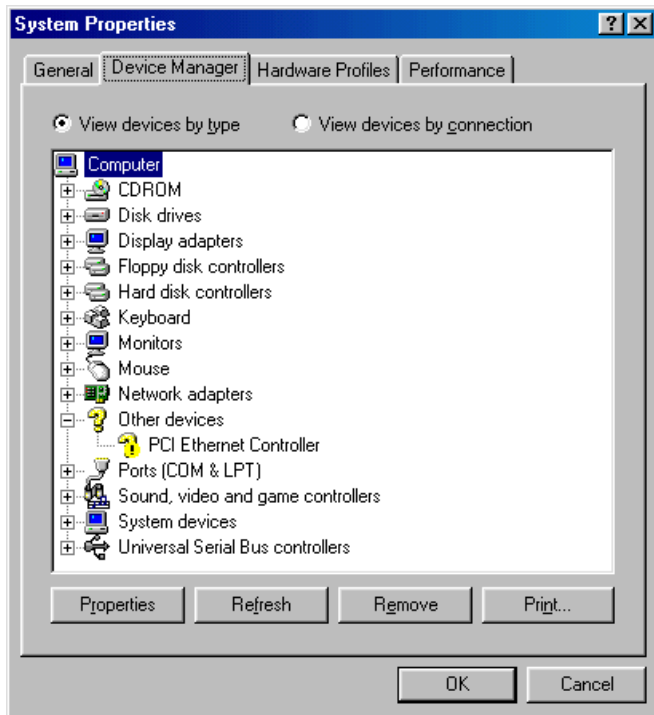 System Properties
General Device Manager Hardware Profiles Performance
View devices by type View devices by connection
Computer
CDROM
Disk drives
Display adapters
Floppy disk controllers
Hard disk controllers
Keyboard
Monitors
Mouse
Network adapters
Other devices
PCI Ethernet Controller
Ports (COM & LPT)
Sound, video and game controllers
System devices
Universal Serial Bus controllers
Properties Refresh Remove Print...
OK Cancel